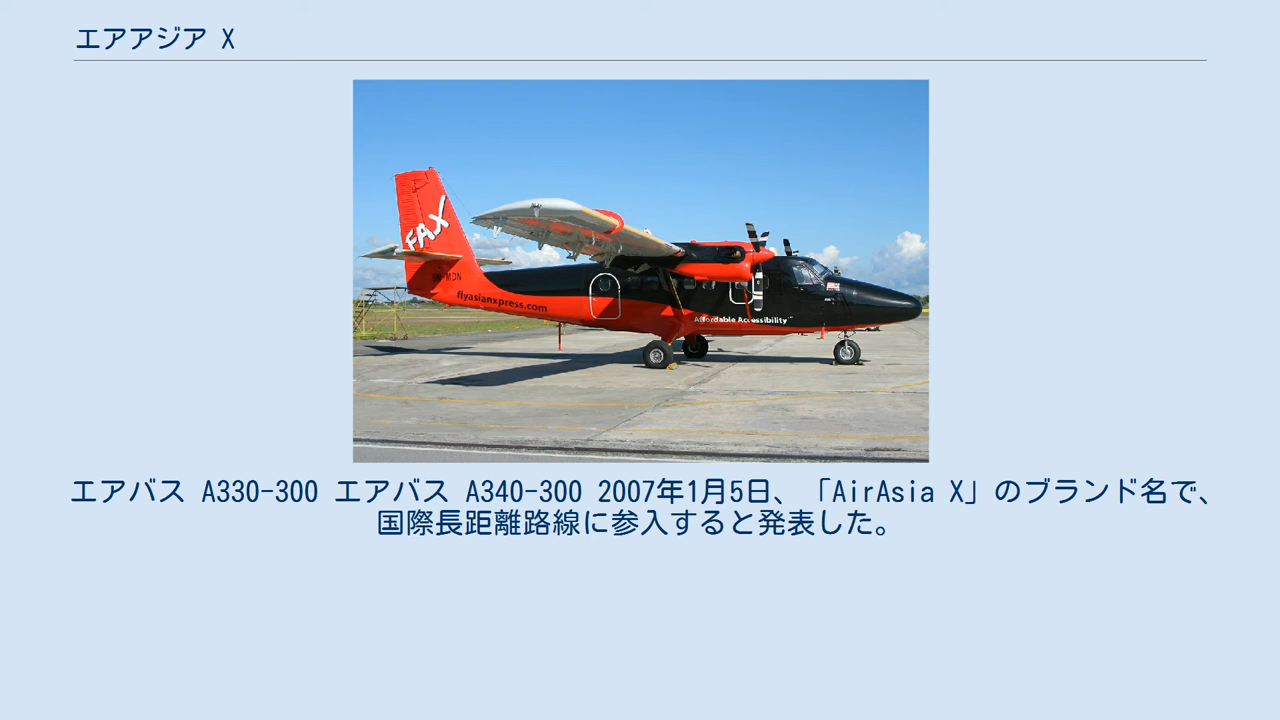 エアアジア X
FAX
MDN
flyasianxpress.com
Affordable Accessibility
エアバス A330-300 エアバス A340-300 2007年1月5日、「AirAsia X」のブランド名で、
国際長距離路線に参入すると発表した。